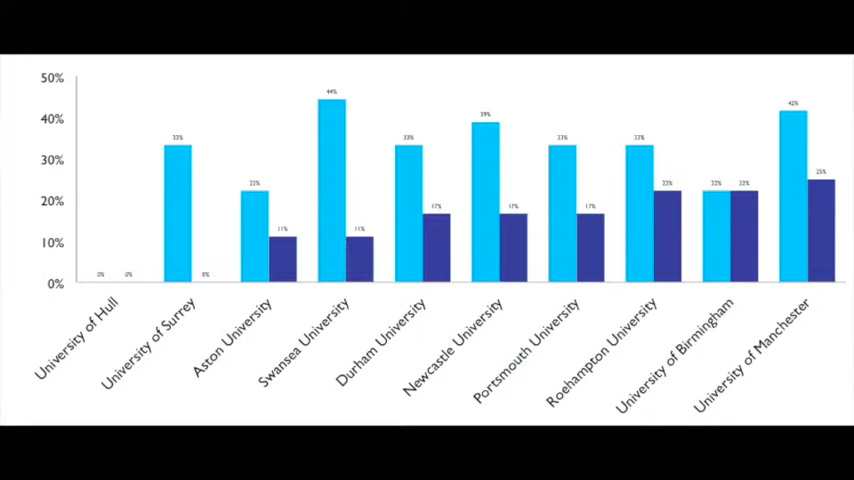 50%
40%
30%
20%
10%
0%
0% 0%
33% 0%
22% 11%
44% 11%
33% 17%
39% 17%
33% 17%
33% 22%
22% 22%
42% 25%
University of Hull
University of Surrey
Aston University
Swansea University
Durham University
Newcastle University
Portsmouth University
Roehampton University
University of Birmingham
University of Manchester